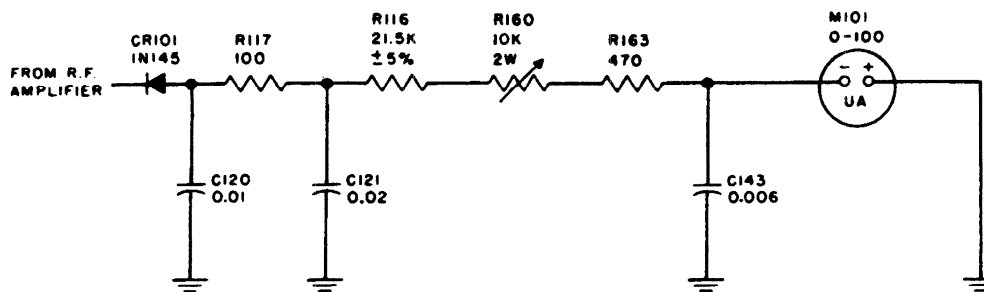 FROM R.F.
AMPLIFIER
CR101
1N145
R117
100
R116
21.5K
±5%
R160
10K
2W
R163
470
M101
0-100
- +
UA
C120
0.01
C121
0.02
C143
0.006